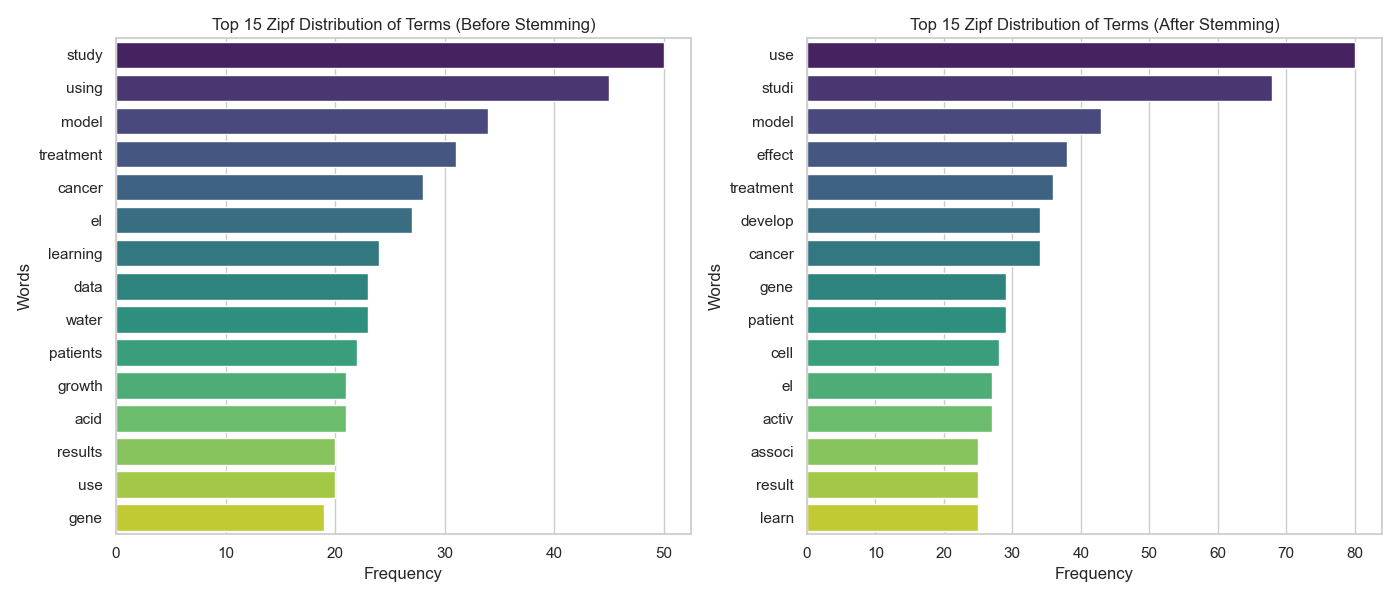 Top 15 Zipf Distribution of Terms (Before Stemming)
Words
study
using
model
treatment
cancer
el
learning
data
water
patients
growth
acid
results
use
gene
0 10 20 30 40 50
Frequency
Top 15 Zipf Distribution of Terms (After Stemming)
Words
use
studi
model
effect
treatment
develop
cancer
gene
patient
cell
el
activ
associ
result
learn
0 10 20 30 40 50 60 70 80
Frequency